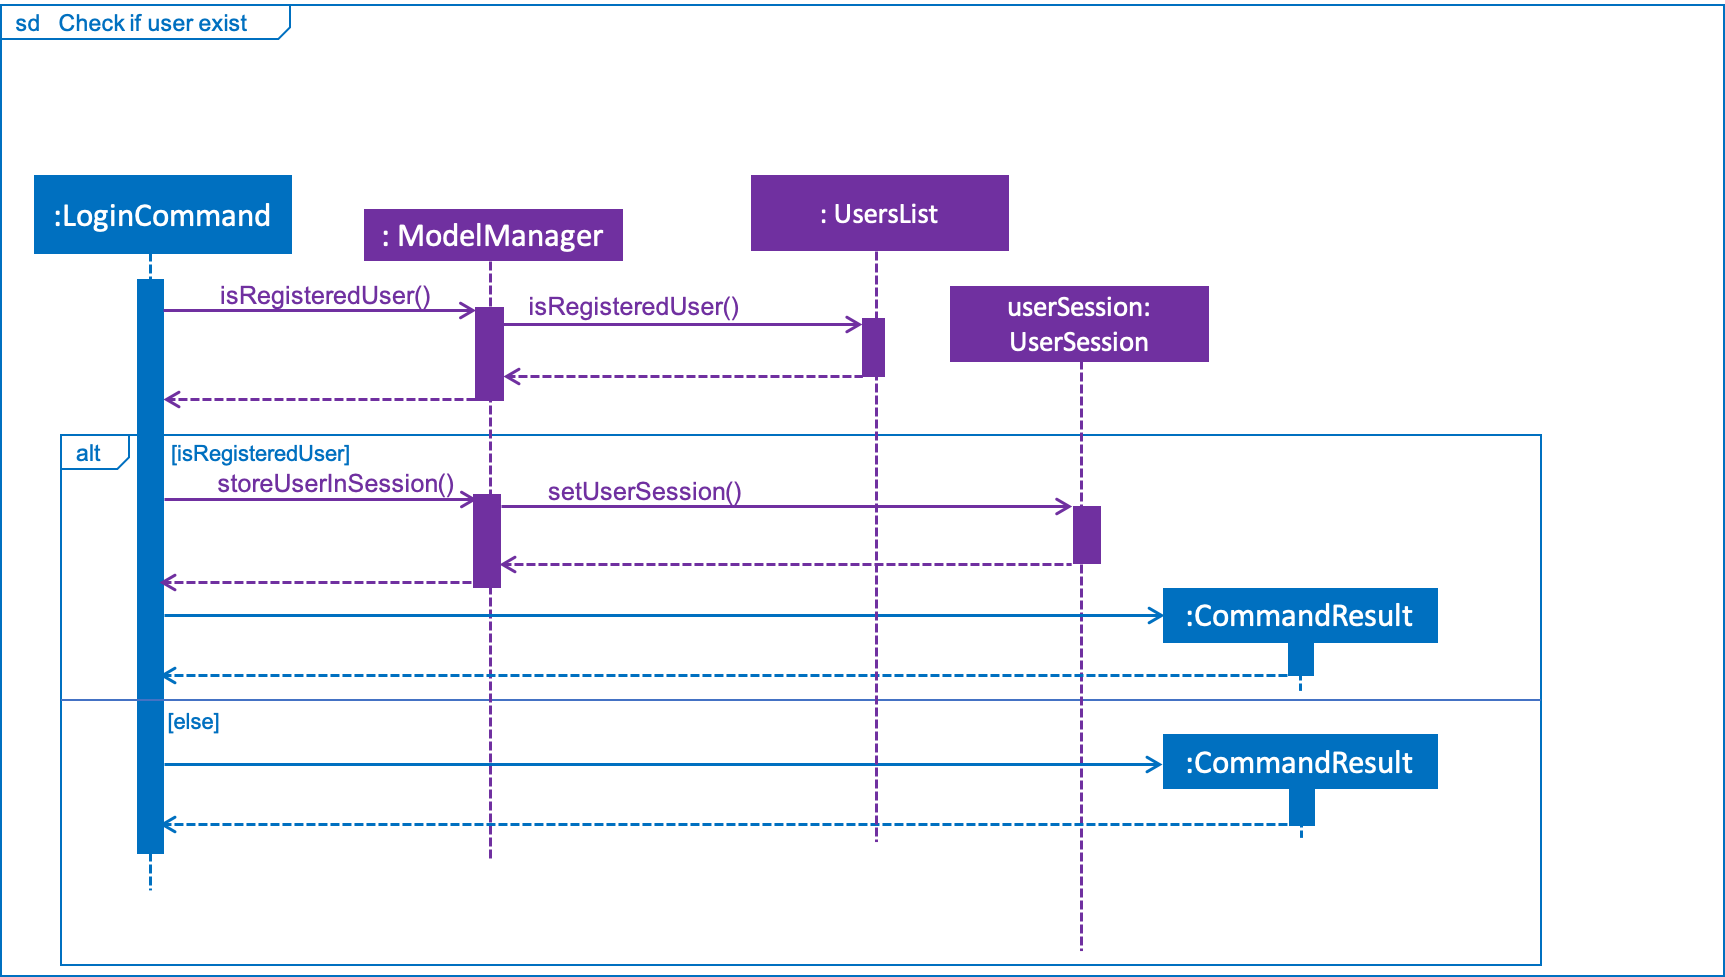 sd Check if user exist
:LoginCommand
: ModelManager
: UsersList
isRegisteredUser()
isRegisteredUser()
userSession:
UserSession
alt
[isRegisteredUser]
storeUserInSession()
setUserSession()
:CommandResult
[else]
:CommandResult